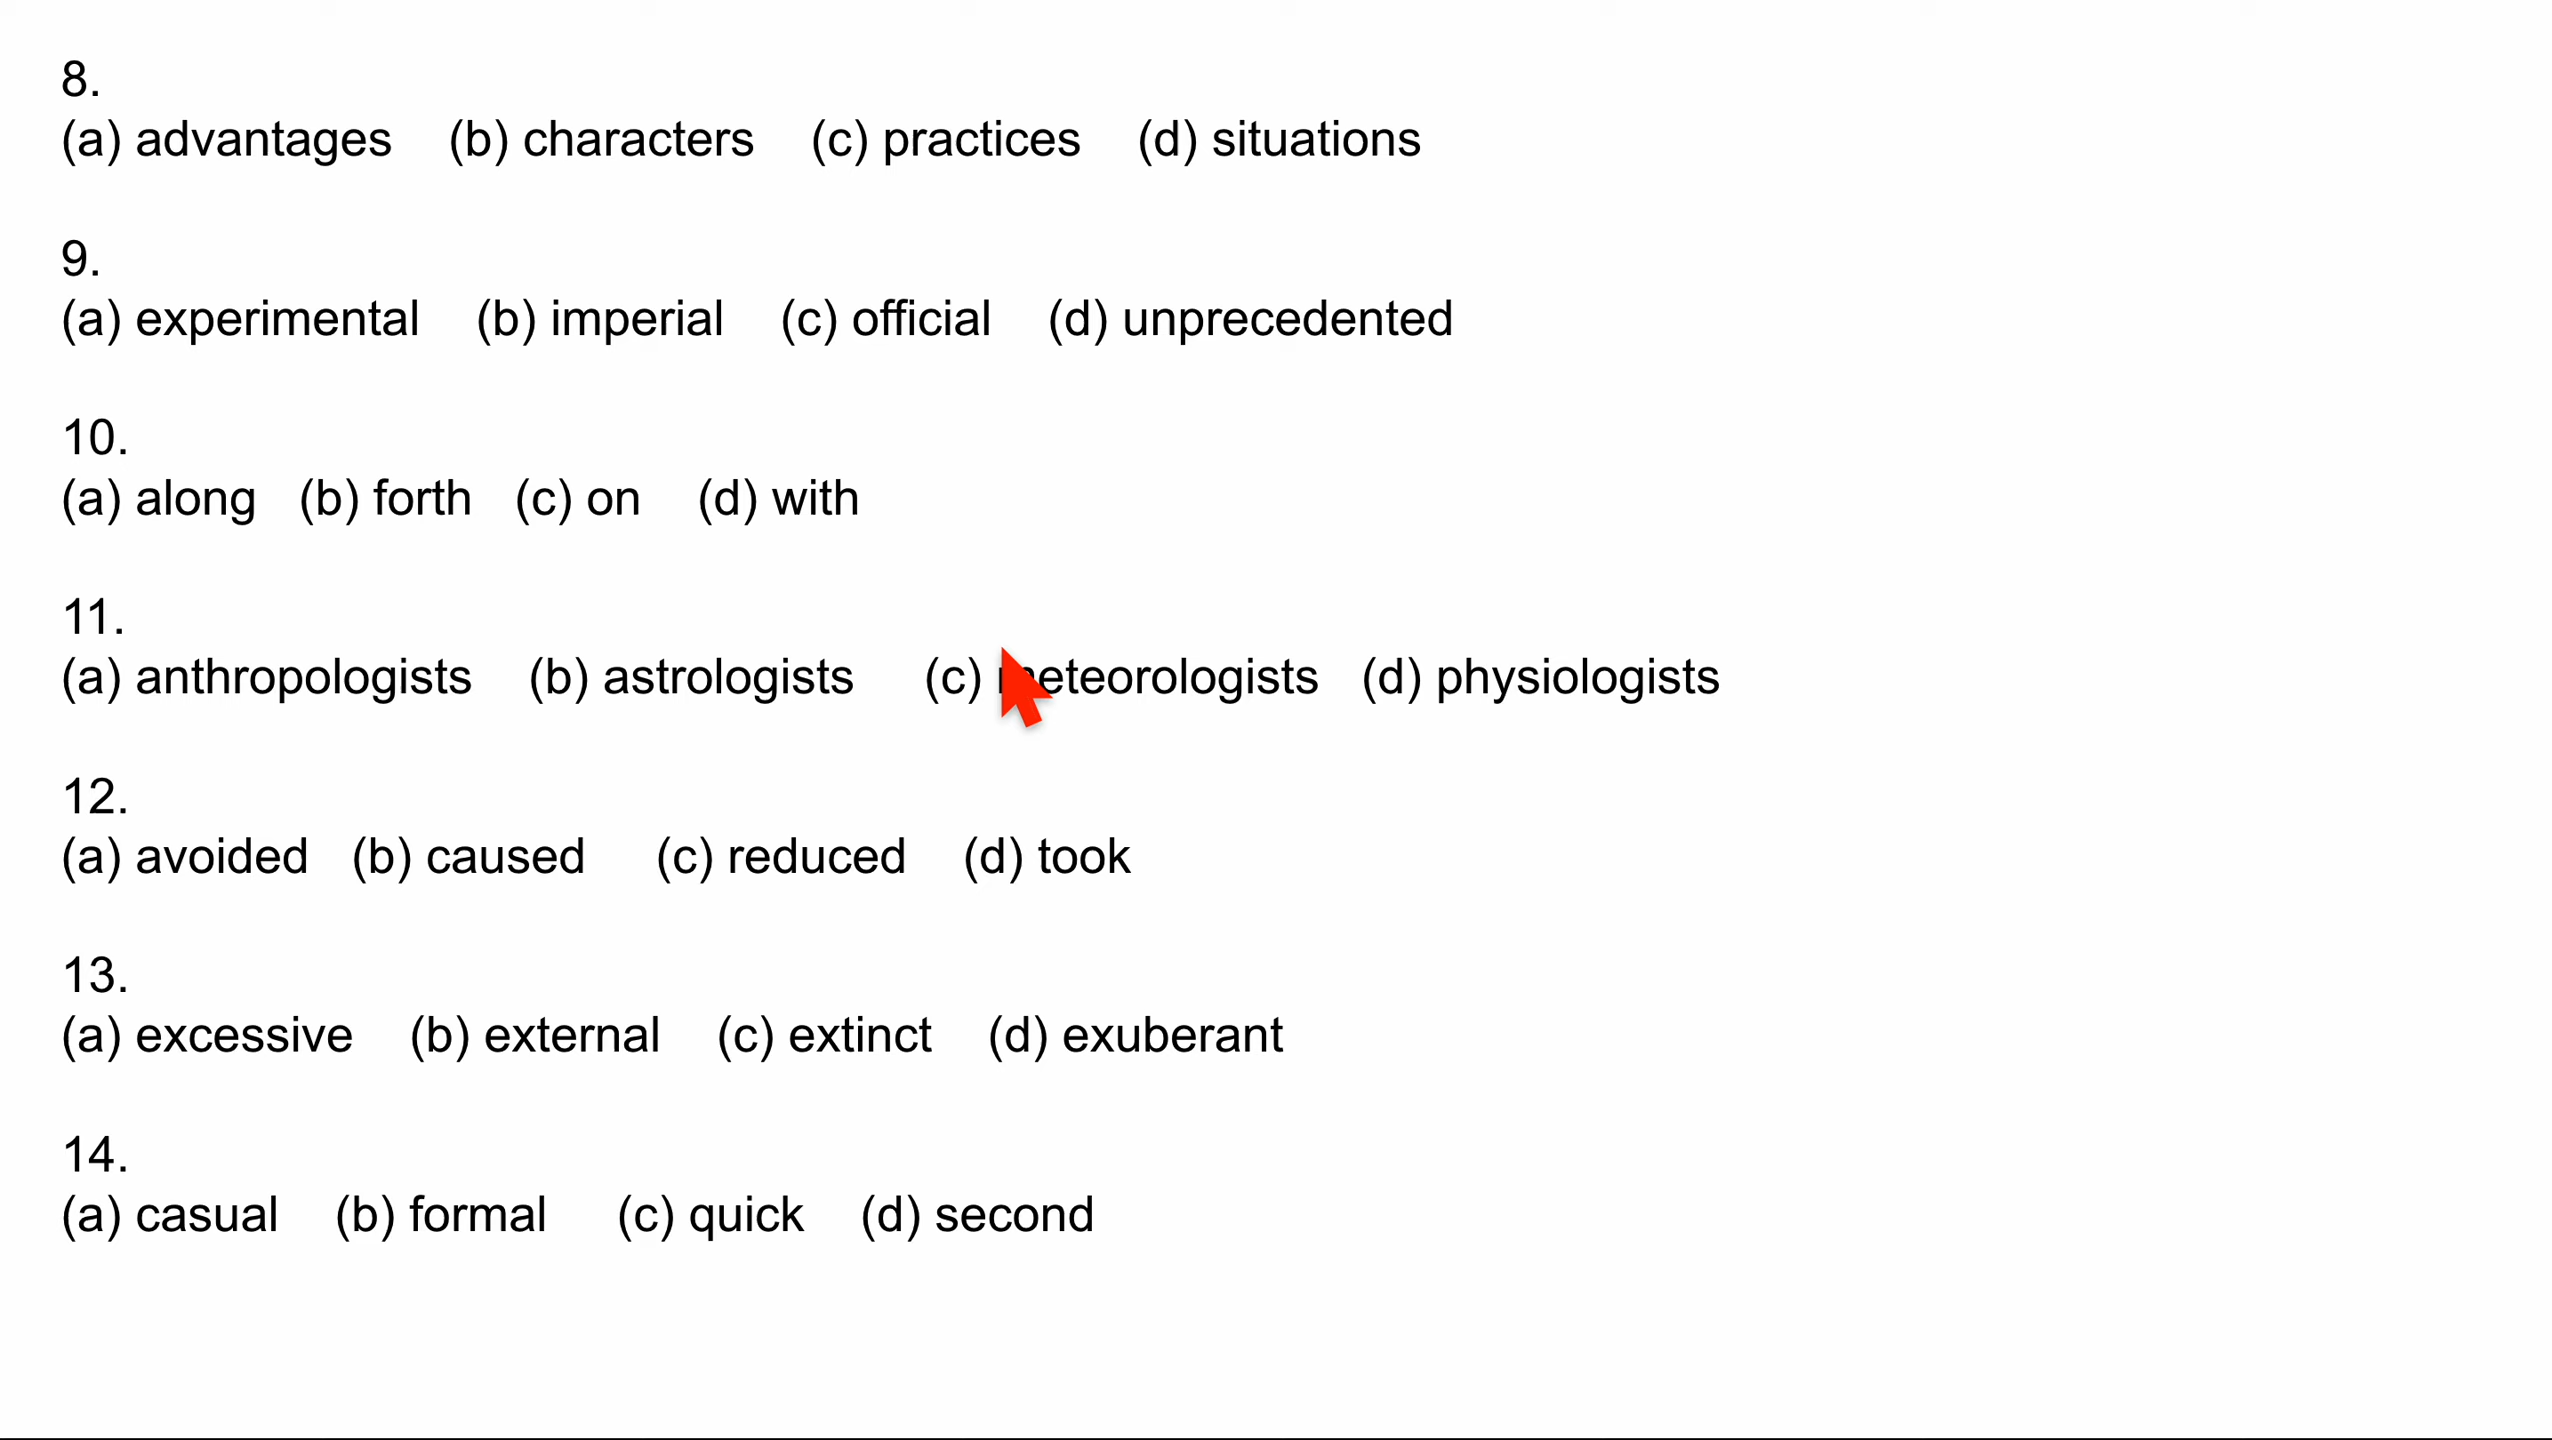 8.
(a) advantages (b) characters (c) practices (d) situations
9.
(a) experimental (b) imperial (c) official (d) unprecedented
10.
(a) along (b) forth (c) on (d) with
11.
(a) anthropologists (b) astrologists (c) meteorologists (d) physiologists
12.
(a) avoided (b) caused (c) reduced (d) took
13.
(a) excessive (b) external (c) extinct (d) exuberant
14.
(a) casual (b) formal (c) quick (d) second